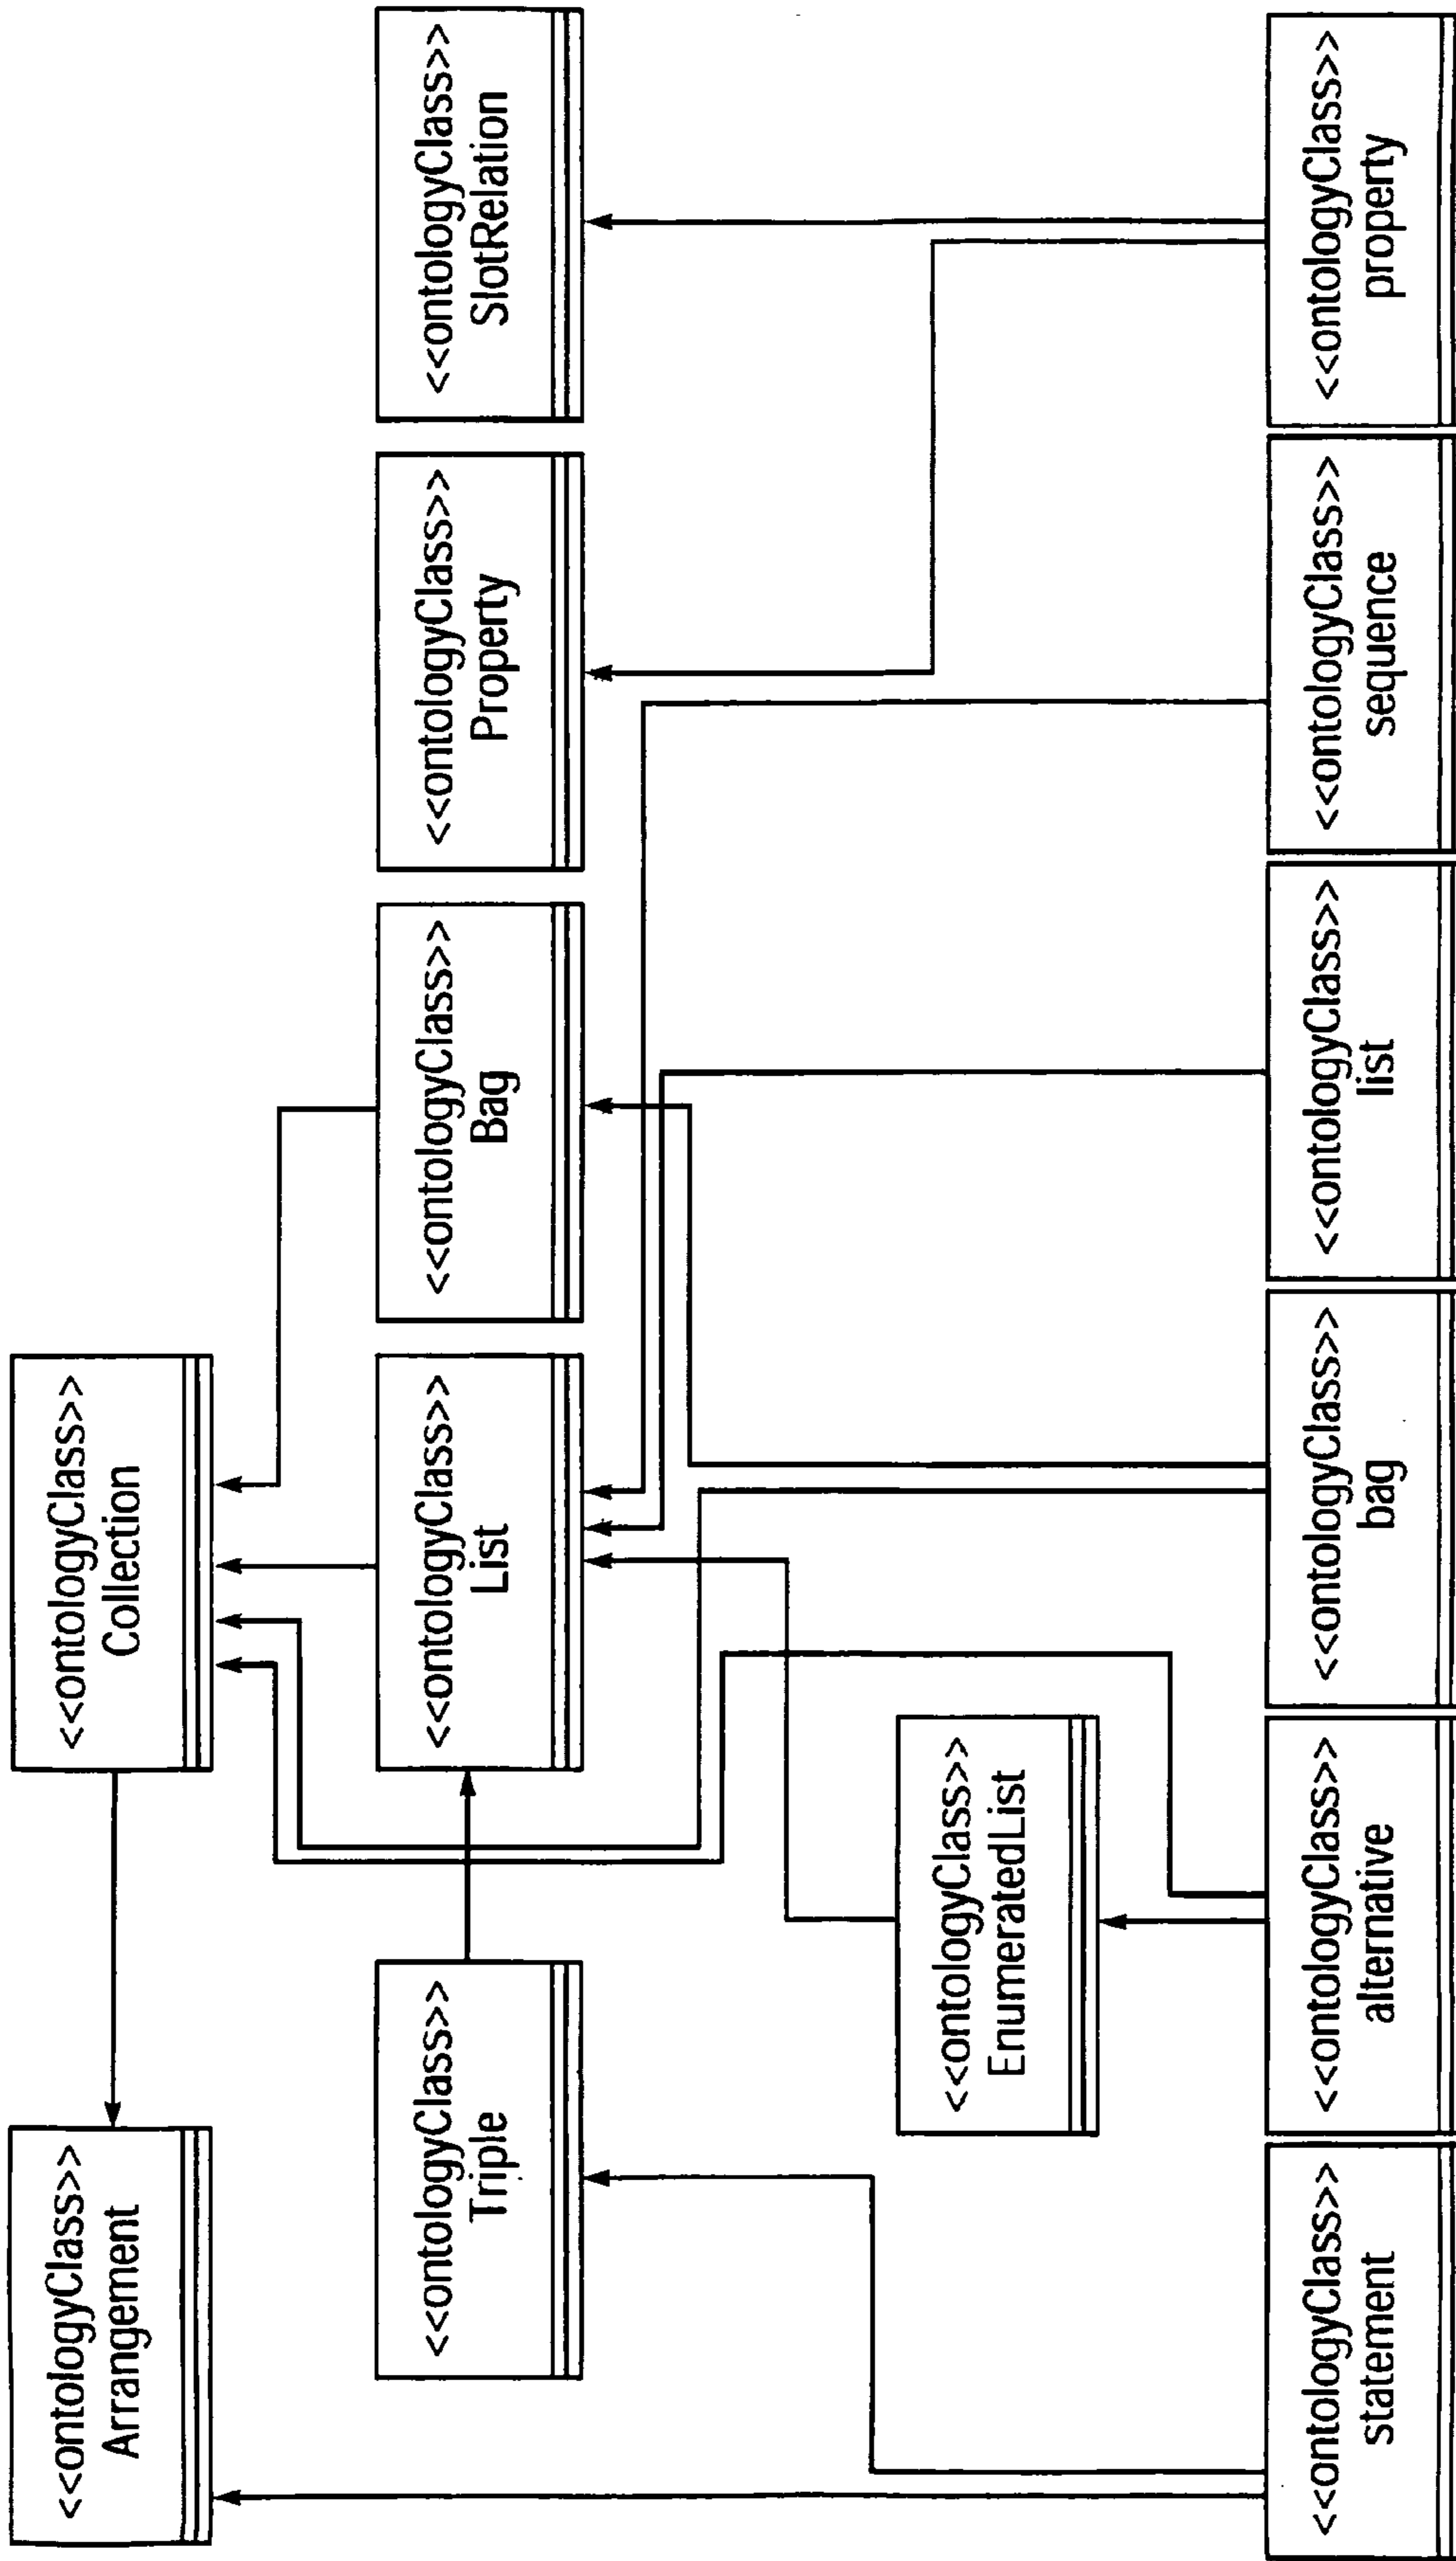 <<ontologyClass>>
Arrangement
<<ontologyClass>>
Collection
<<ontologyClass>>
Triple
<<ontologyClass>>
List
<<ontologyClass>>
Bag
<<ontologyClass>>
Property
<<ontologyClass>>
SlotRelation
<<ontologyClass>>
EnumeratedList
<<ontologyClass>>
statement
<<ontologyClass>>
alternative
<<ontologyClass>>
bag
<<ontologyClass>>
list
<<ontologyClass>>
sequence
<<ontologyClass>>
property